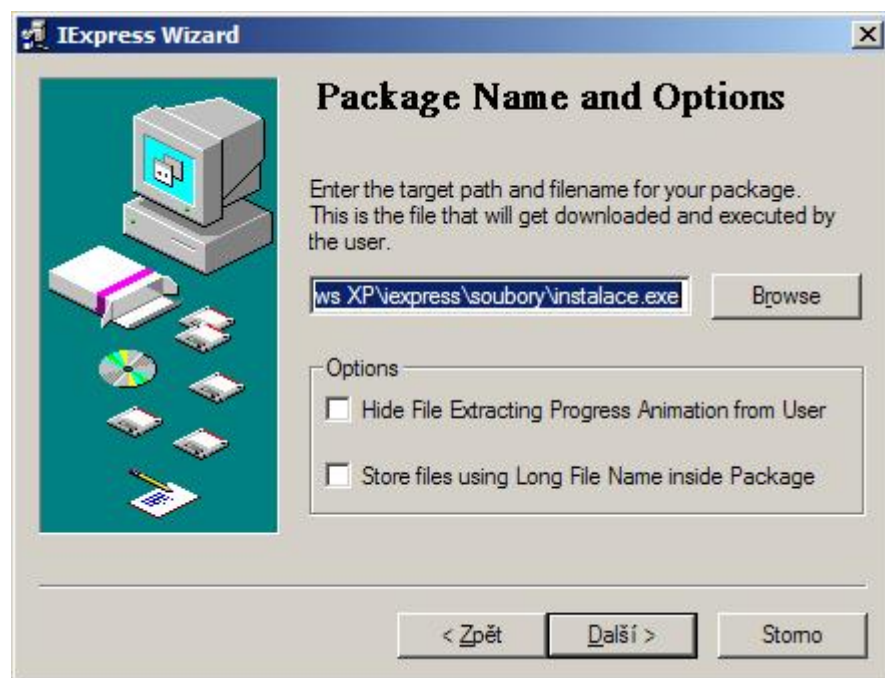 IExpress Wizard
Package Name and Options
Enter the target path and filename for your package.
This is the file that will get downloaded and executed by
the user.
ws XP\iexpress\soubory\instalace.exe
Browse
Options
Hide File Extracting Progress Animation from User
Store files using Long File Name inside Package
< Zpět
Další >
Storno